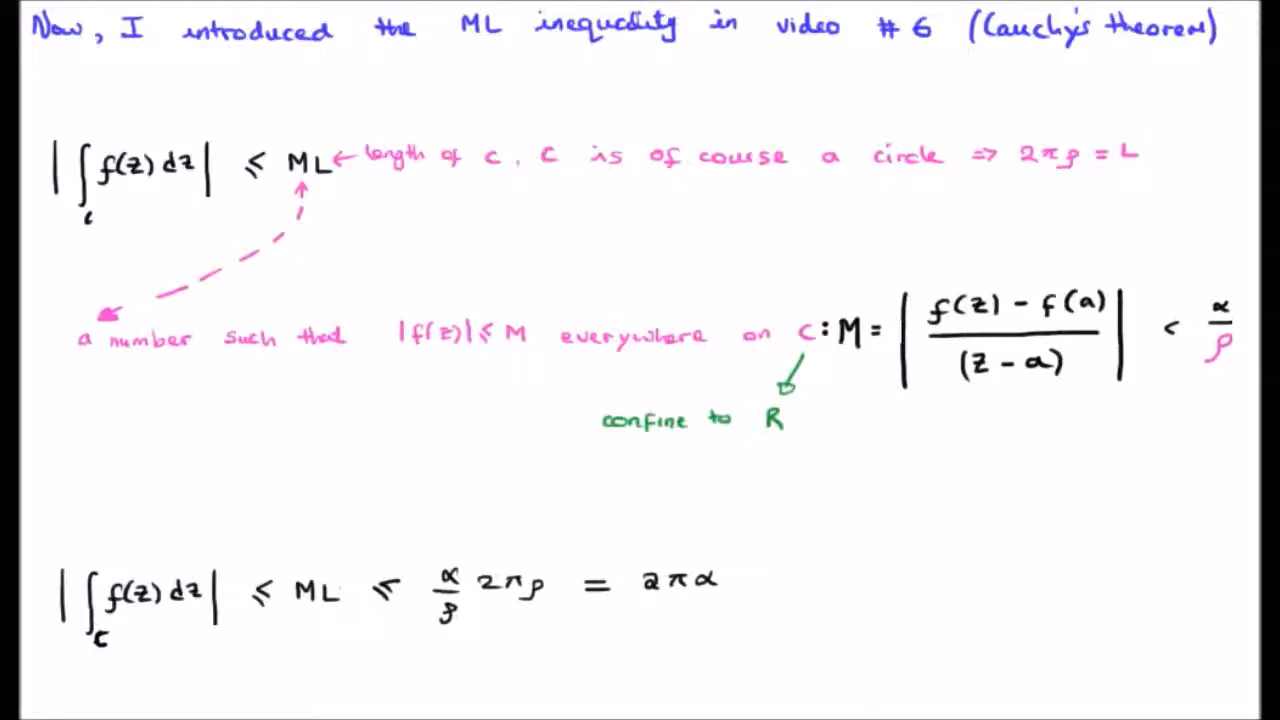 Now, I introduced the ML inequality in video #6 (Cauchy's theorem)
|∫_C f(z) dz| ≤ ML ← length of C, C is of course a circle ⇒ 2πρ = L
a number such that |f(z)| ≤ M everywhere on C : M = |(f(z) - f(a))/(z - a)| < α/ρ
confine to R
|∫_C f(z) dz| ≤ ML ≤ α/ρ 2πρ = 2πα